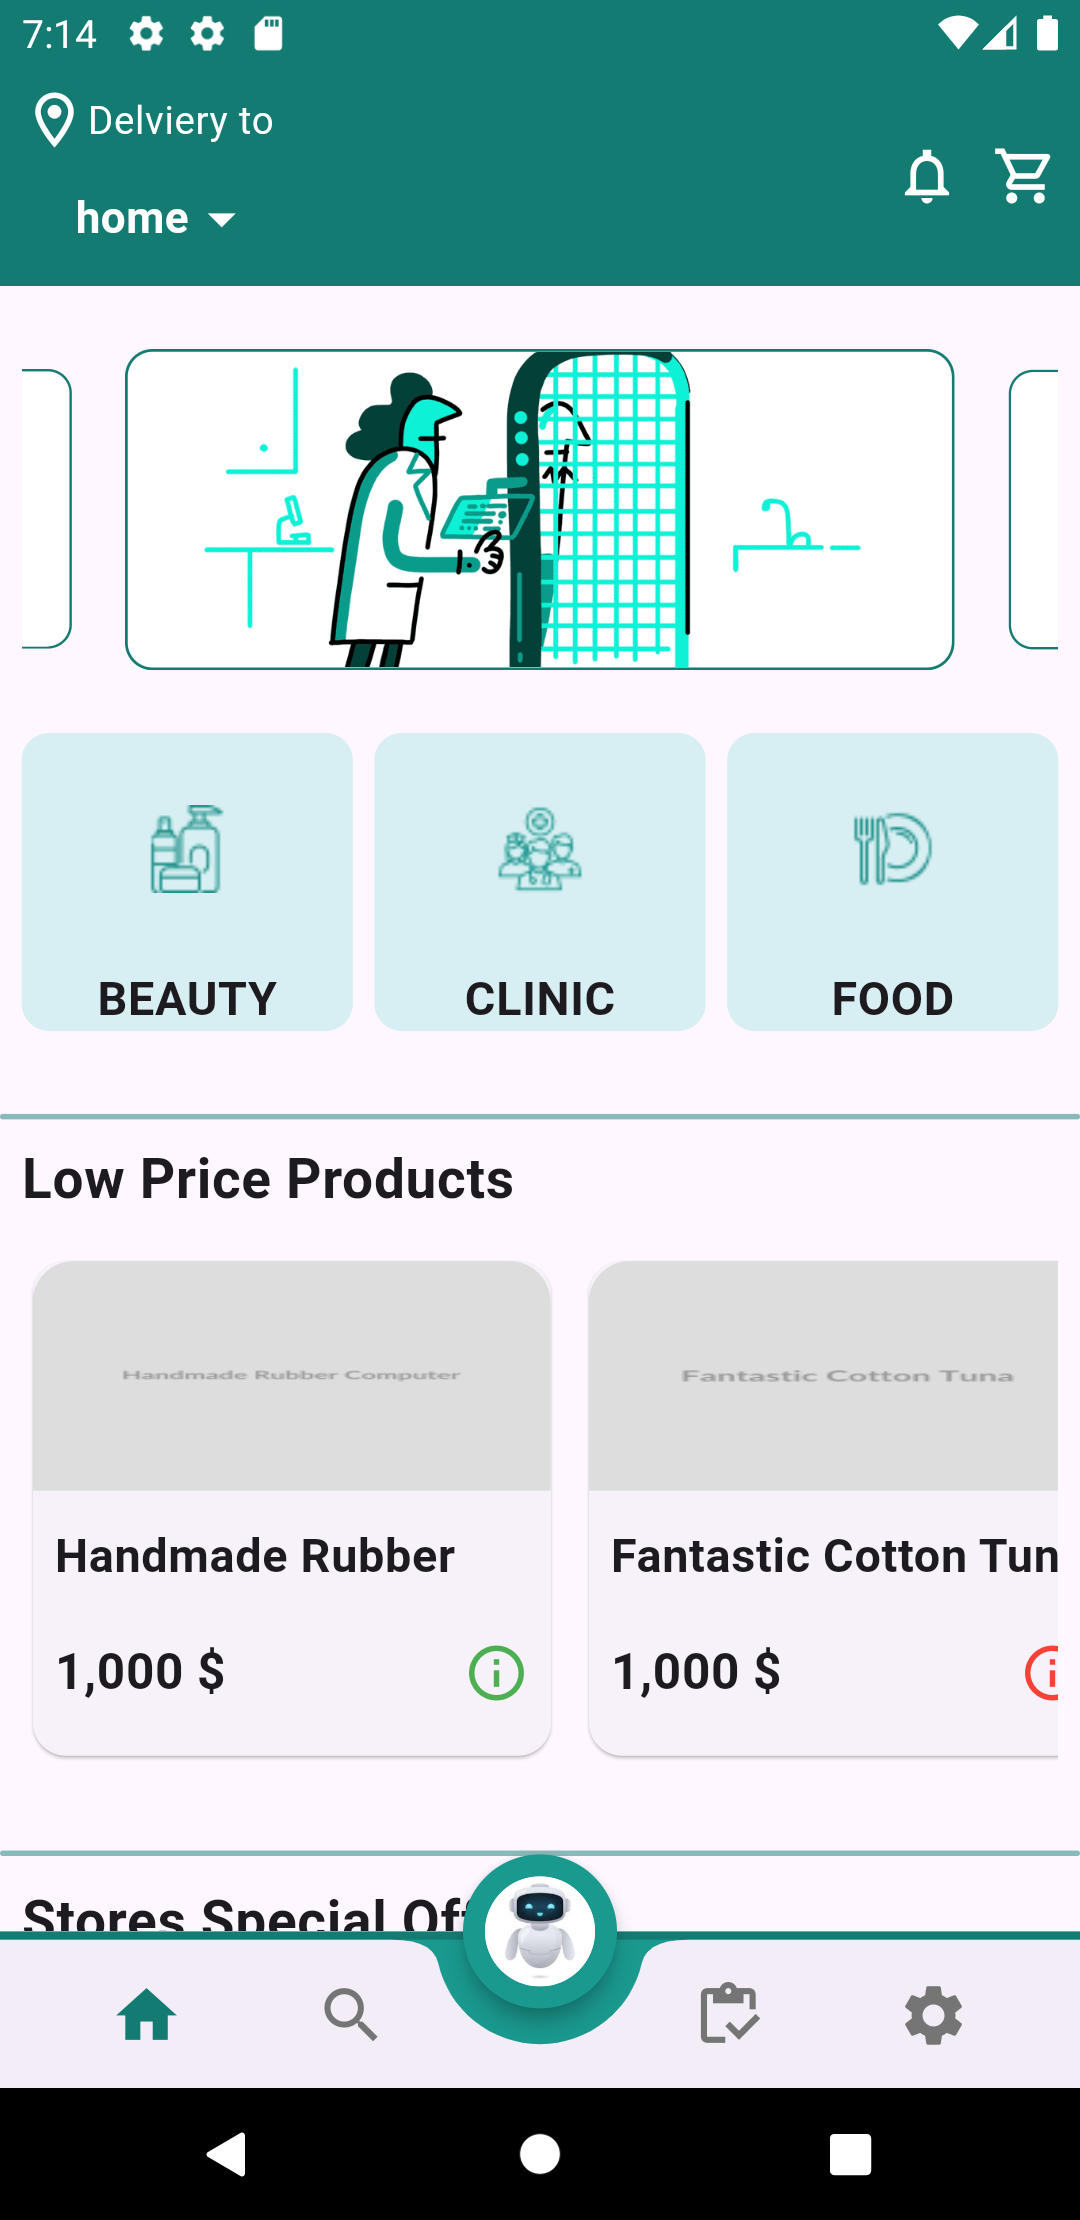 7:14
Delviery to
home
BEAUTY
CLINIC
FOOD
Low Price Products
Handmade Rubber Computer
Fantastic Cotton Tuna
Handmade Rubber
Fantastic Cotton Tun
1,000 $
1,000 $
Stores Special Of